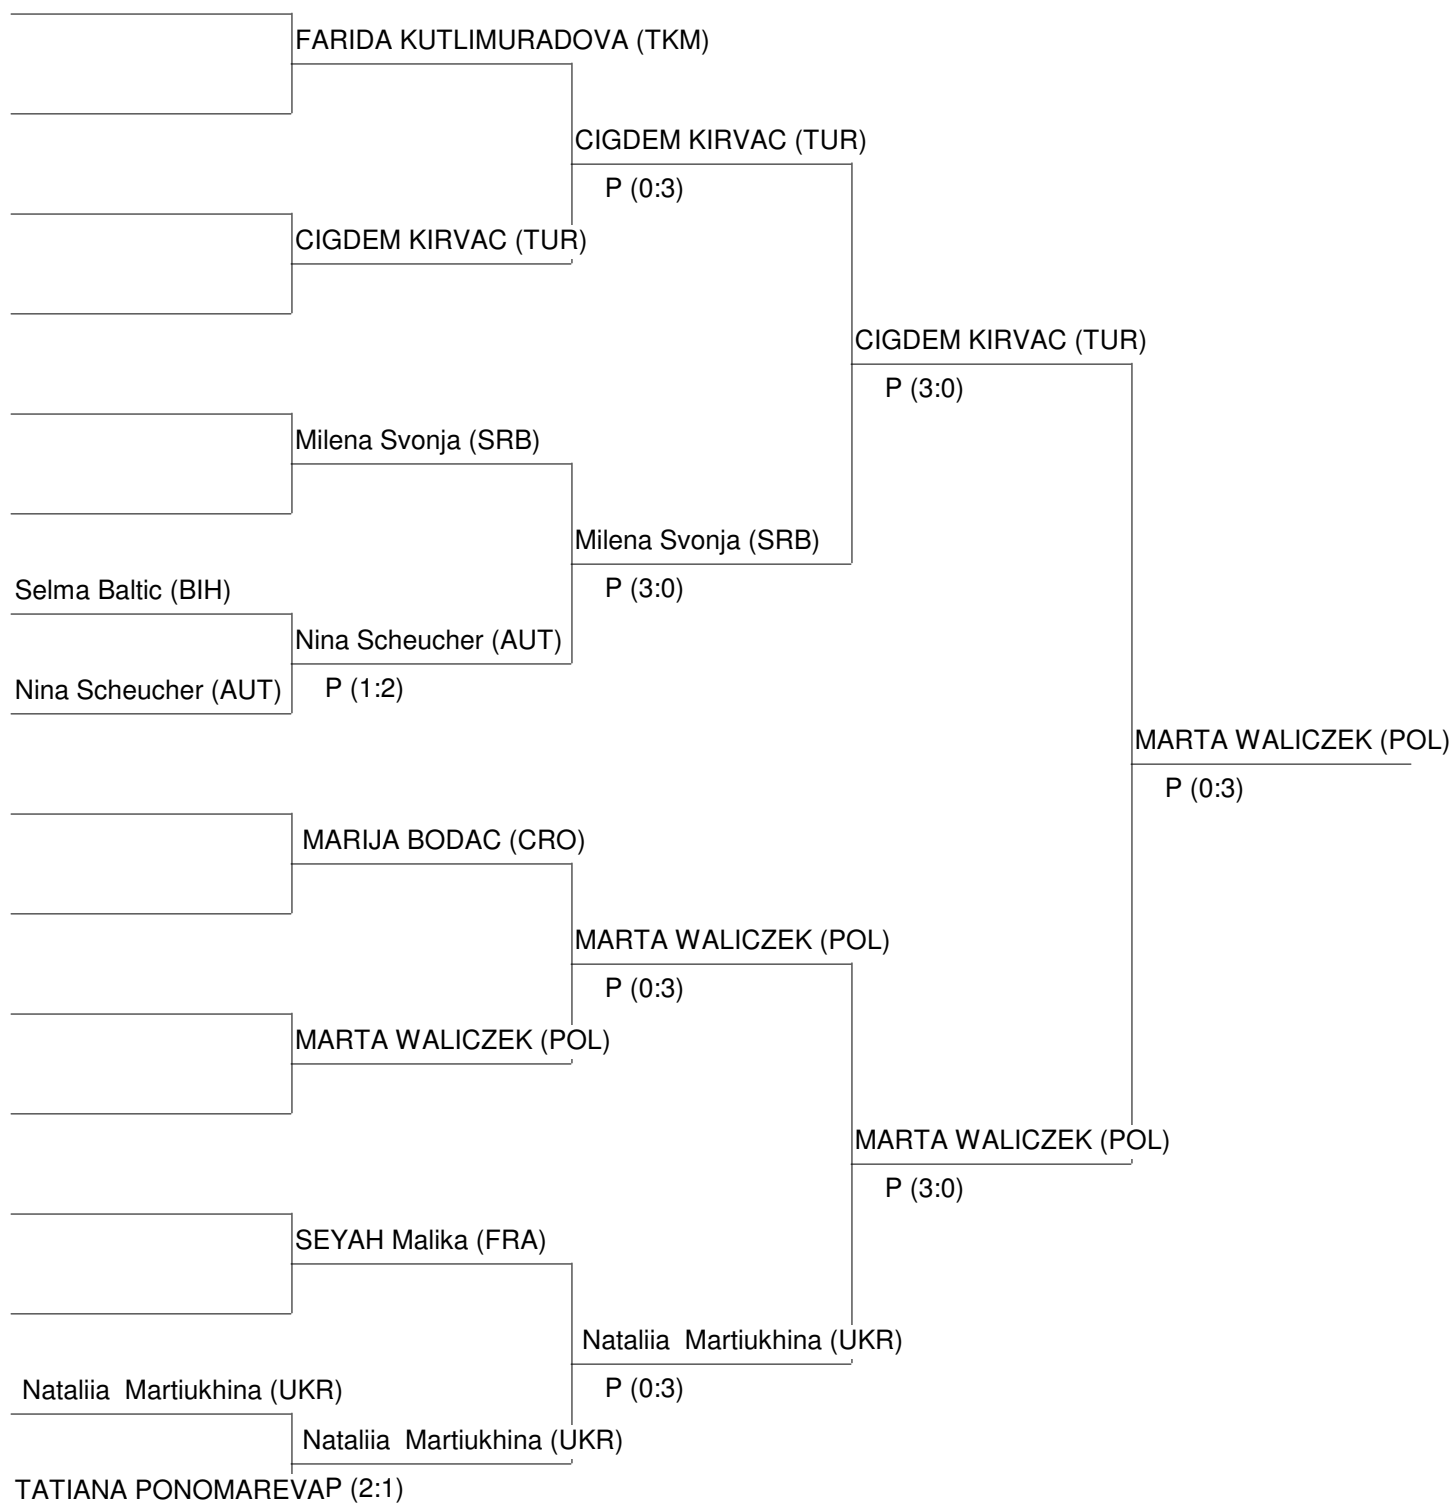 FARIDA KUTLIMURADOVA (TKM)
CIGDEM KIRVAC (TUR)
P (0:3)
CIGDEM KIRVAC (TUR)
CIGDEM KIRVAC (TUR)
P (3:0)
Milena Svonja (SRB)
Milena Svonja (SRB)
P (3:0)
Selma Baltic (BIH)
Nina Scheucher (AUT)
Nina Scheucher (AUT)
P (1:2)
MARTA WALICZEK (POL)
P (0:3)
MARIJA BODAC (CRO)
MARTA WALICZEK (POL)
P (0:3)
MARTA WALICZEK (POL)
MARTA WALICZEK (POL)
P (3:0)
SEYAH Malika (FRA)
Nataliia Martiukhina (UKR)
P (0:3)
Nataliia Martiukhina (UKR)
Nataliia Martiukhina (UKR)
TATIANA PONOMAREVA
P (2:1)